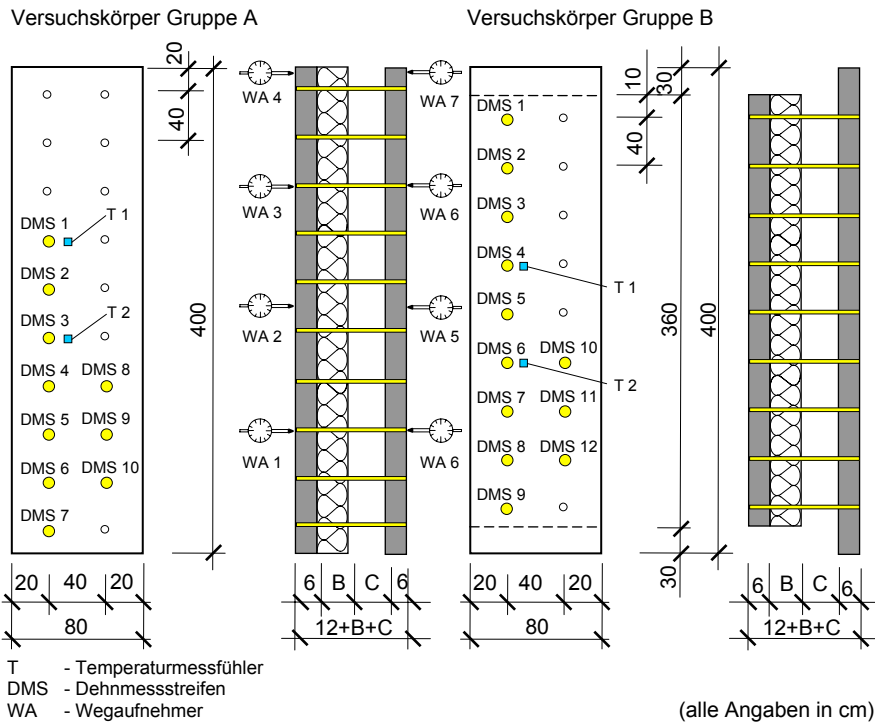 Versuchskörper Gruppe A
Versuchskörper Gruppe B
20
40
400
DMS 1
T 1
DMS 2
DMS 3
T 2
DMS 4
DMS 8
DMS 5
DMS 9
DMS 6
DMS 10
DMS 7
20
40
20
80
WA 4
WA 3
WA 2
WA 1
6
B
C
6
12+B+C
WA 7
WA 6
WA 5
WA 6
DMS 1
DMS 2
DMS 3
DMS 4
T 1
DMS 5
DMS 6
DMS 10
T 2
DMS 7
DMS 11
DMS 8
DMS 12
DMS 9
20
40
20
80
10
40
30
360
400
30
6
B
C
6
12+B+C
T - Temperaturmessfühler
DMS - Dehnmessstreifen
WA - Wegaufnehmer
(alle Angaben in cm)